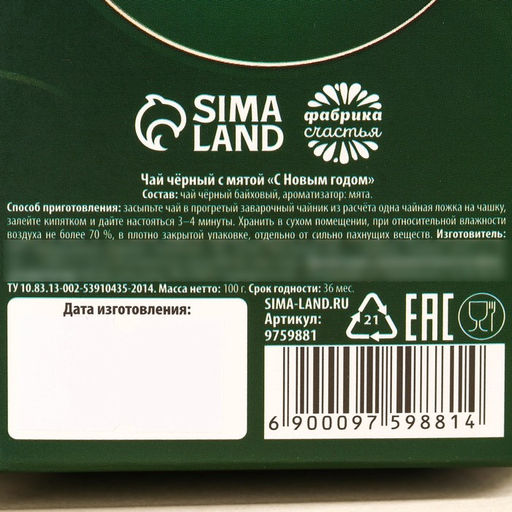 SIMA
LAND
фабрика
счастья
Чай чёрный с мятой «С Новым годом»
Состав: чай чёрный байховый, ароматизатор: мята.
Способ приготовления: засыпьте чай в прогретый заварочный чайник из расчёта одна чайная ложка на чашку,
залейте кипятком и дайте настояться 3–4 минуты. Хранить в сухом помещении, при относительной влажности
воздуха не более 70 %, в плотно закрытой упаковке, отдельно от сильно пахнущих веществ. Изготовитель:
ТУ 10.83.13-002-53910435-2014. Масса нетто: 100 г. Срок годности: 36 мес.
Дата изготовления:
SIMA-LAND.RU
Артикул:
9759881
21
EAC
6 900097 598814